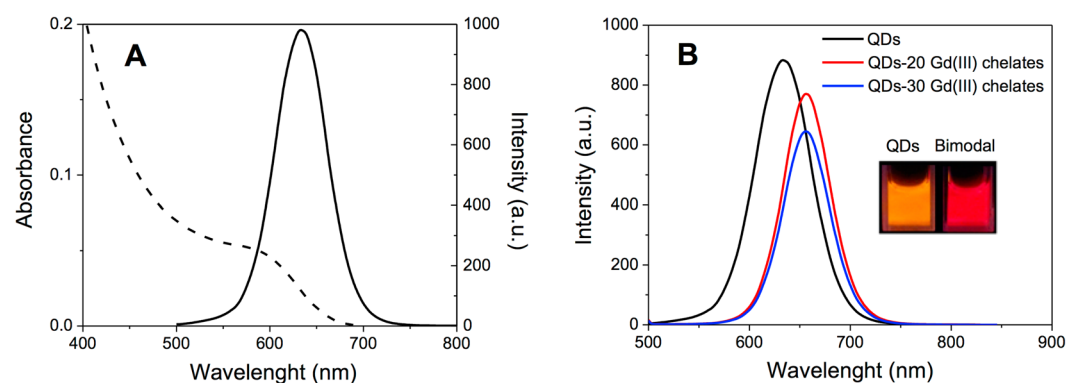 A
Absorbance
0.2
0.1
0.0
400 500 600 700 800
Wavelenght (nm)
1000
800
600
400
200
0
Intensity (a.u.)
B
Intensity (a.u.)
1000
800
600
400
200
0
500 600 700 800 900
Wavelenght (nm)
QDs
QDs-20 Gd(III) chelates
QDs-30 Gd(III) chelates
QDs Bimodal